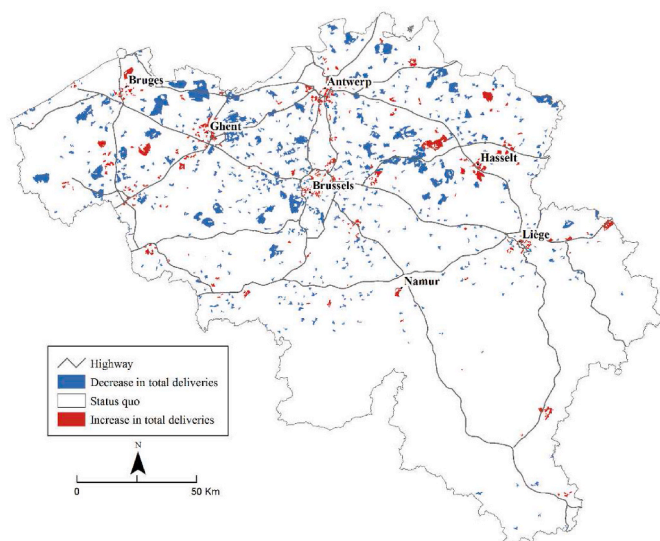 Bruges
Antwerp
Ghent
Hasselt
Brussels
Liège
Namur
Highway
Decrease in total deliveries
Status quo
Increase in total deliveries
N
0 50 Km